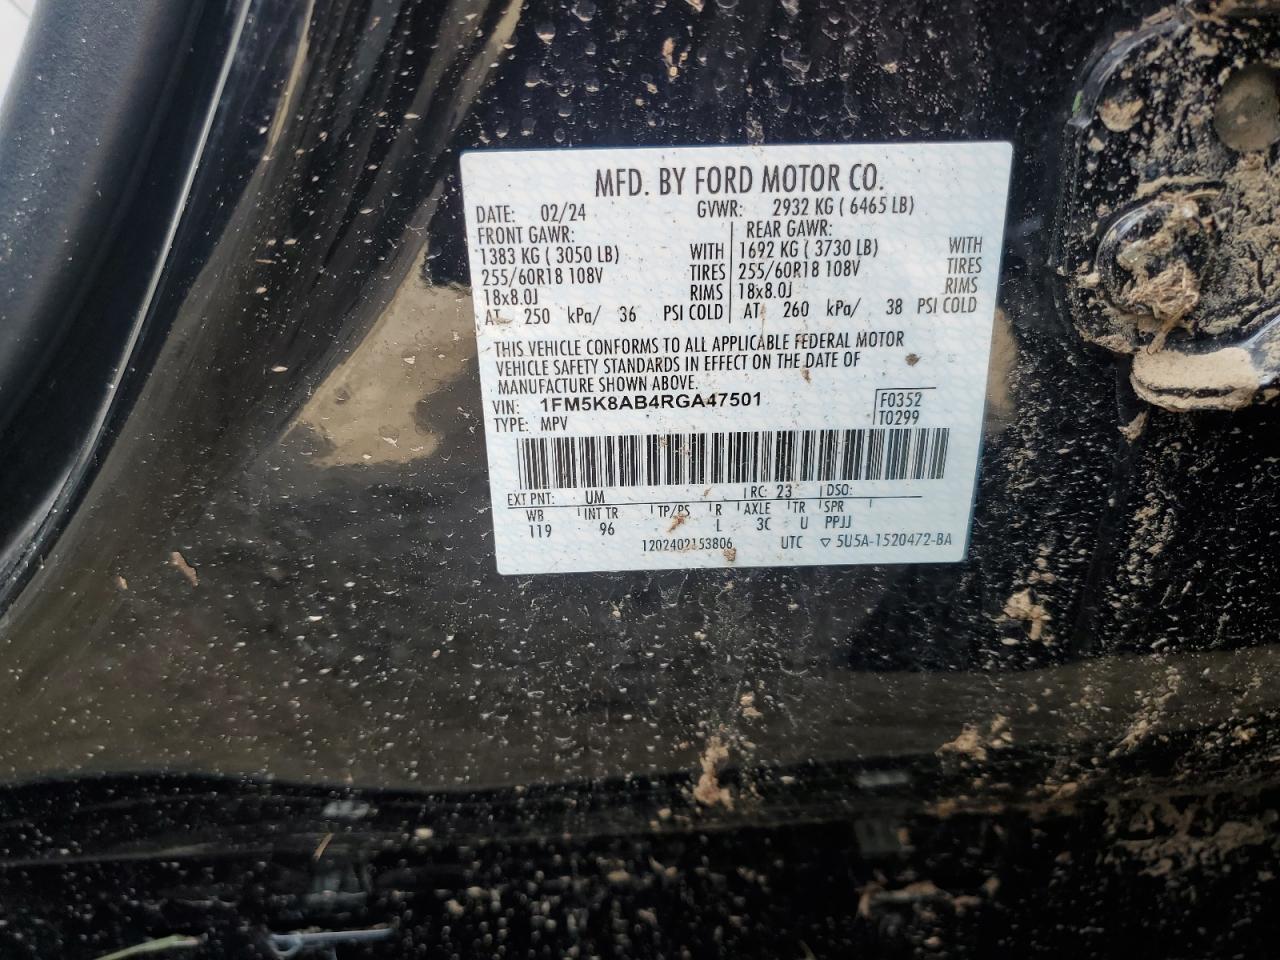 MFD. BY FORD MOTOR CO.
DATE: 02/24 GVWR: 2932 KG ( 6465 LB)
FRONT GAWR: REAR GAWR:
1383 KG ( 3050 LB) WITH 1692 KG ( 3730 LB) WITH
255/60R18 108V TIRES 255/60R18 108V TIRES
18x8.0J RIMS 18x8.0J RIMS
AT 250 kPa/ 36 PSI COLD AT 260 kPa/ 38 PSI COLD
THIS VEHICLE CONFORMS TO ALL APPLICABLE FEDERAL MOTOR
VEHICLE SAFETY STANDARDS IN EFFECT ON THE DATE OF
MANUFACTURE SHOWN ABOVE.
VIN: 1FM5K8AB4RGA47501 F0352
TYPE: MPV T0299
EXT PNT: UM RC: 23 DSO:
WB INT TR TP/PS R AXLE TR SPR
119 96 L 3C U PPJJ
1202402153806 UTC ▽ 5U5A-1520472-BA